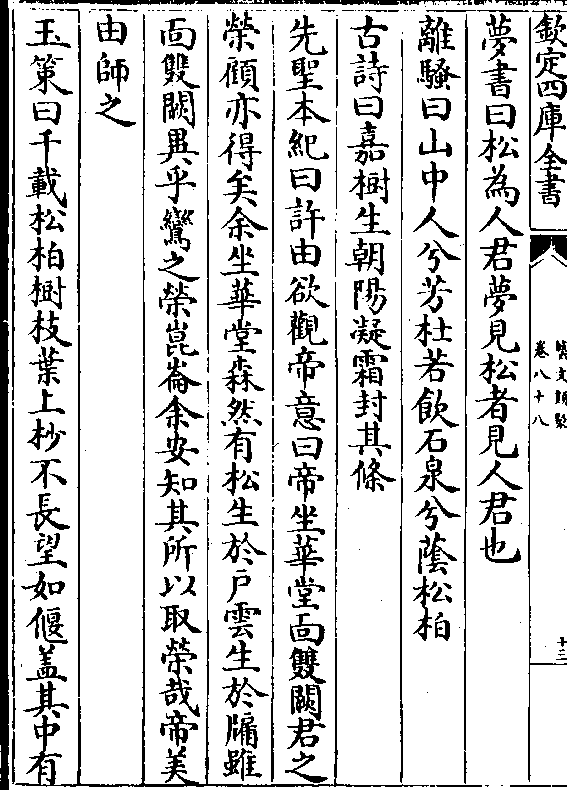 欽定四庫全書
藝文類聚
卷八十八
十三
夢書曰松為人君夢見松者見人君也
離騷曰山中人兮芳杜若飲石泉兮蔭松柏
古詩曰嘉樹生朝陽凝霜封其條
先聖本紀曰許由欲觀帝意曰帝坐華堂面雙闕君之
榮願亦得矣余坐華堂森然有松生於戶雲生於牖雖
面雙闕異乎鸞之榮崑崙余安知其所以取榮哉帝美
由師之
玉策曰千載松柏樹枝葉上杪不長望如偃盖其中有